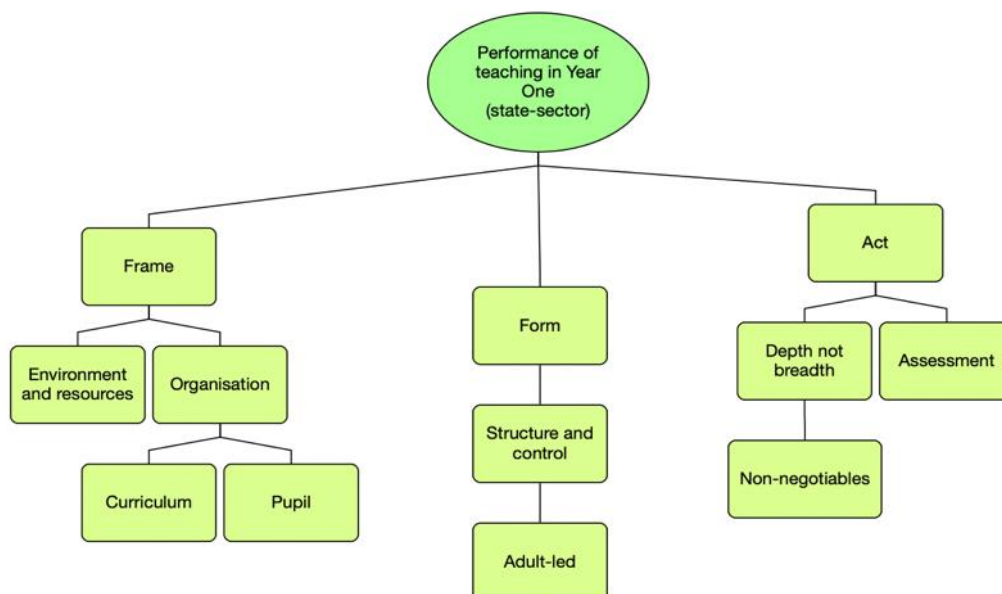 Performance of
teaching in Year
One
(state-sector)
Frame
Form
Act
Environment
and resources
Organisation
Depth not
breadth
Assessment
Structure and
control
Curriculum
Pupil
Non-negotiables
Adult-led